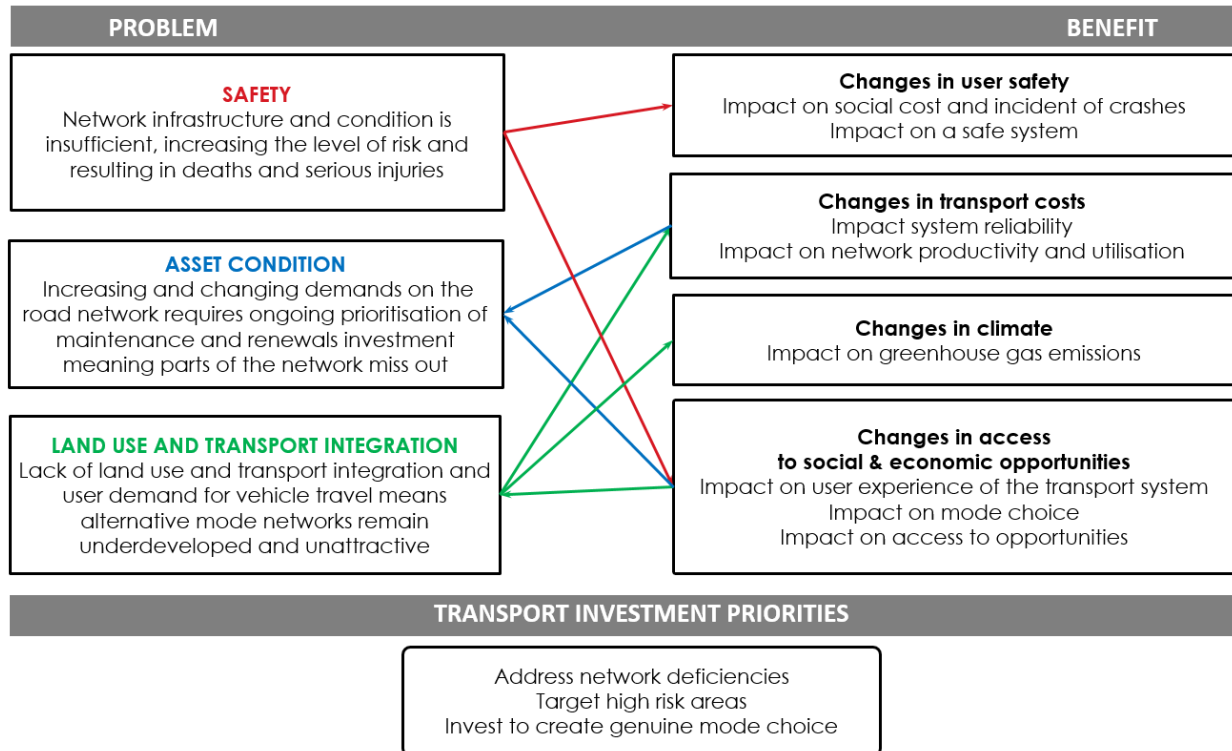 PROBLEM
BENEFIT
SAFETY
Network infrastructure and condition is
insufficient, increasing the level of risk and
resulting in deaths and serious injuries
ASSET CONDITION
Increasing and changing demands on the
road network requires ongoing prioritisation of
maintenance and renewals investment
meaning parts of the network miss out
LAND USE AND TRANSPORT INTEGRATION
Lack of land use and transport integration and
user demand for vehicle travel means
alternative mode networks remain
underdeveloped and unattractive
Changes in user safety
Impact on social cost and incident of crashes
Impact on a safe system
Changes in transport costs
Impact system reliability
Impact on network productivity and utilisation
Changes in climate
Impact on greenhouse gas emissions
Changes in access
to social & economic opportunities
Impact on user experience of the transport system
Impact on mode choice
Impact on access to opportunities
TRANSPORT INVESTMENT PRIORITIES
Address network deficiencies
Target high risk areas
Invest to create genuine mode choice